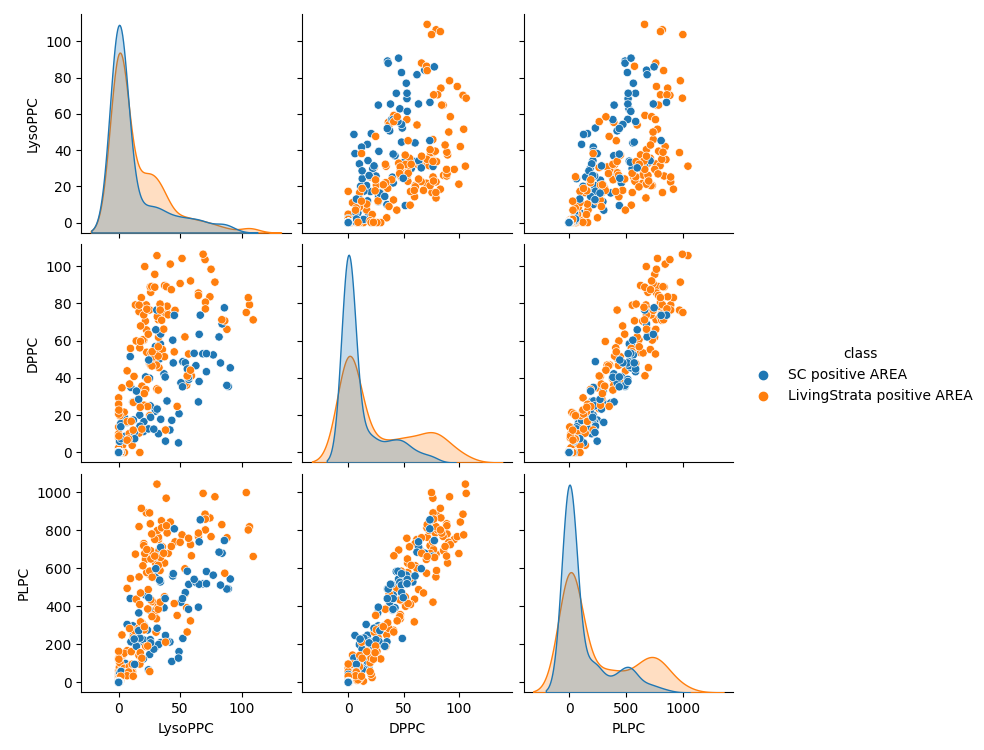 LysoPPC
100
80
60
40
20
0
DPPC
100
80
60
40
20
0
class
SC positive AREA
LivingStrata positive AREA
PLPC
1000
800
600
400
200
0
0 50 100
0 50 100
0 500 1000
LysoPPC DPPC PLPC